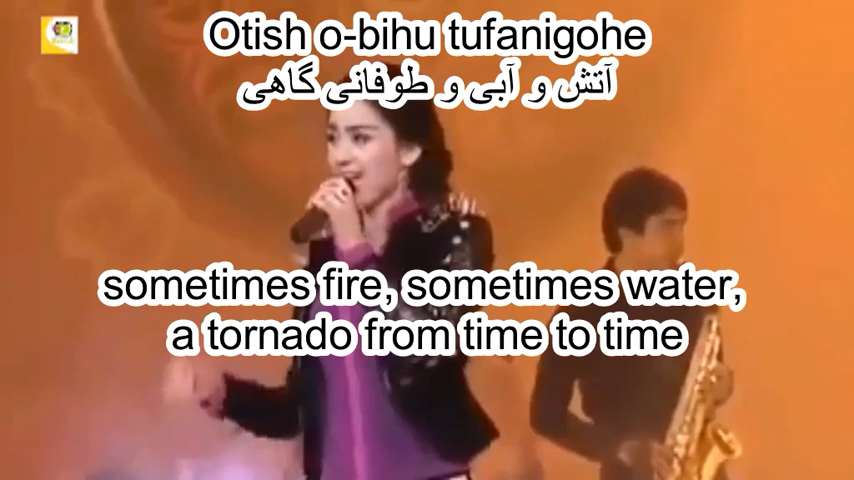 Otish o-bihu tufanigohe
آتش و آبی و طوفانی گاهی
sometimes fire, sometimes water,
a tornado from time to time